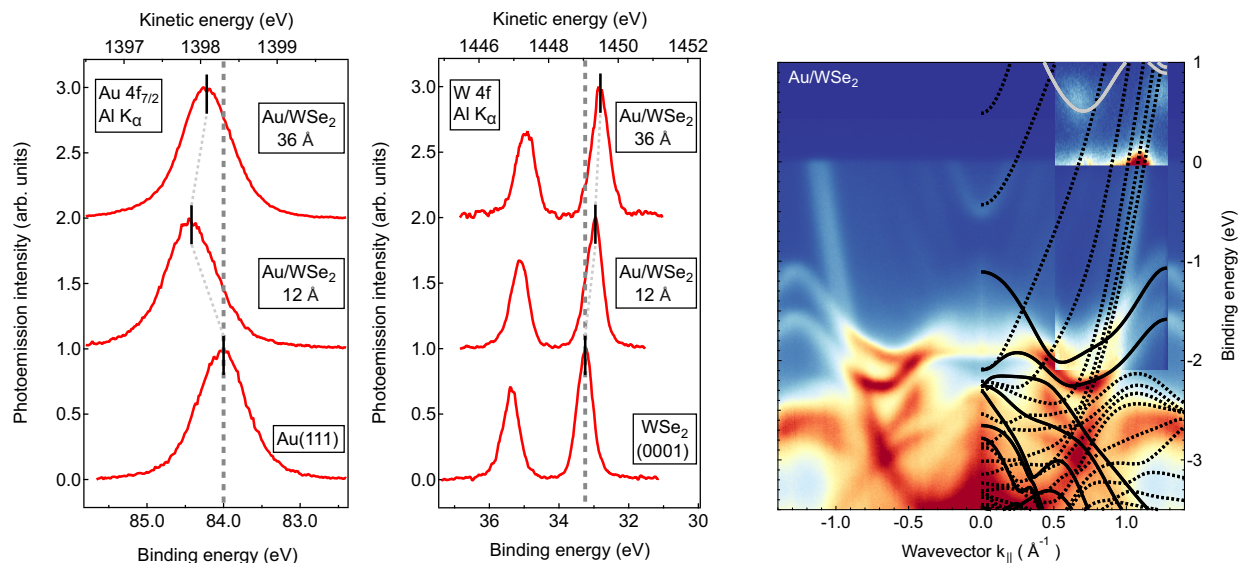 Kinetic energy (eV)
1397 1398 1399
Photoemission intensity (arb. units)
3.0
2.5
2.0
1.5
1.0
0.5
0.0
Au 4f7/2
Al Kα
Au/WSe2
36 Å
Au/WSe2
12 Å
Au(111)
85.0 84.0 83.0
Binding energy (eV)
Kinetic energy (eV)
1446 1448 1450 1452
Photoemission intensity (arb. units)
3.0
2.5
2.0
1.5
1.0
0.5
0.0
W 4f
Al Kα
Au/WSe2
36 Å
Au/WSe2
12 Å
WSe2
(0001)
36 34 32 30
Binding energy (eV)
Au/WSe2
1
0
-1
-2
-3
Binding energy (eV)
-1.0 -0.5 0.0 0.5 1.0
Wavevector k|| ( Å-1)